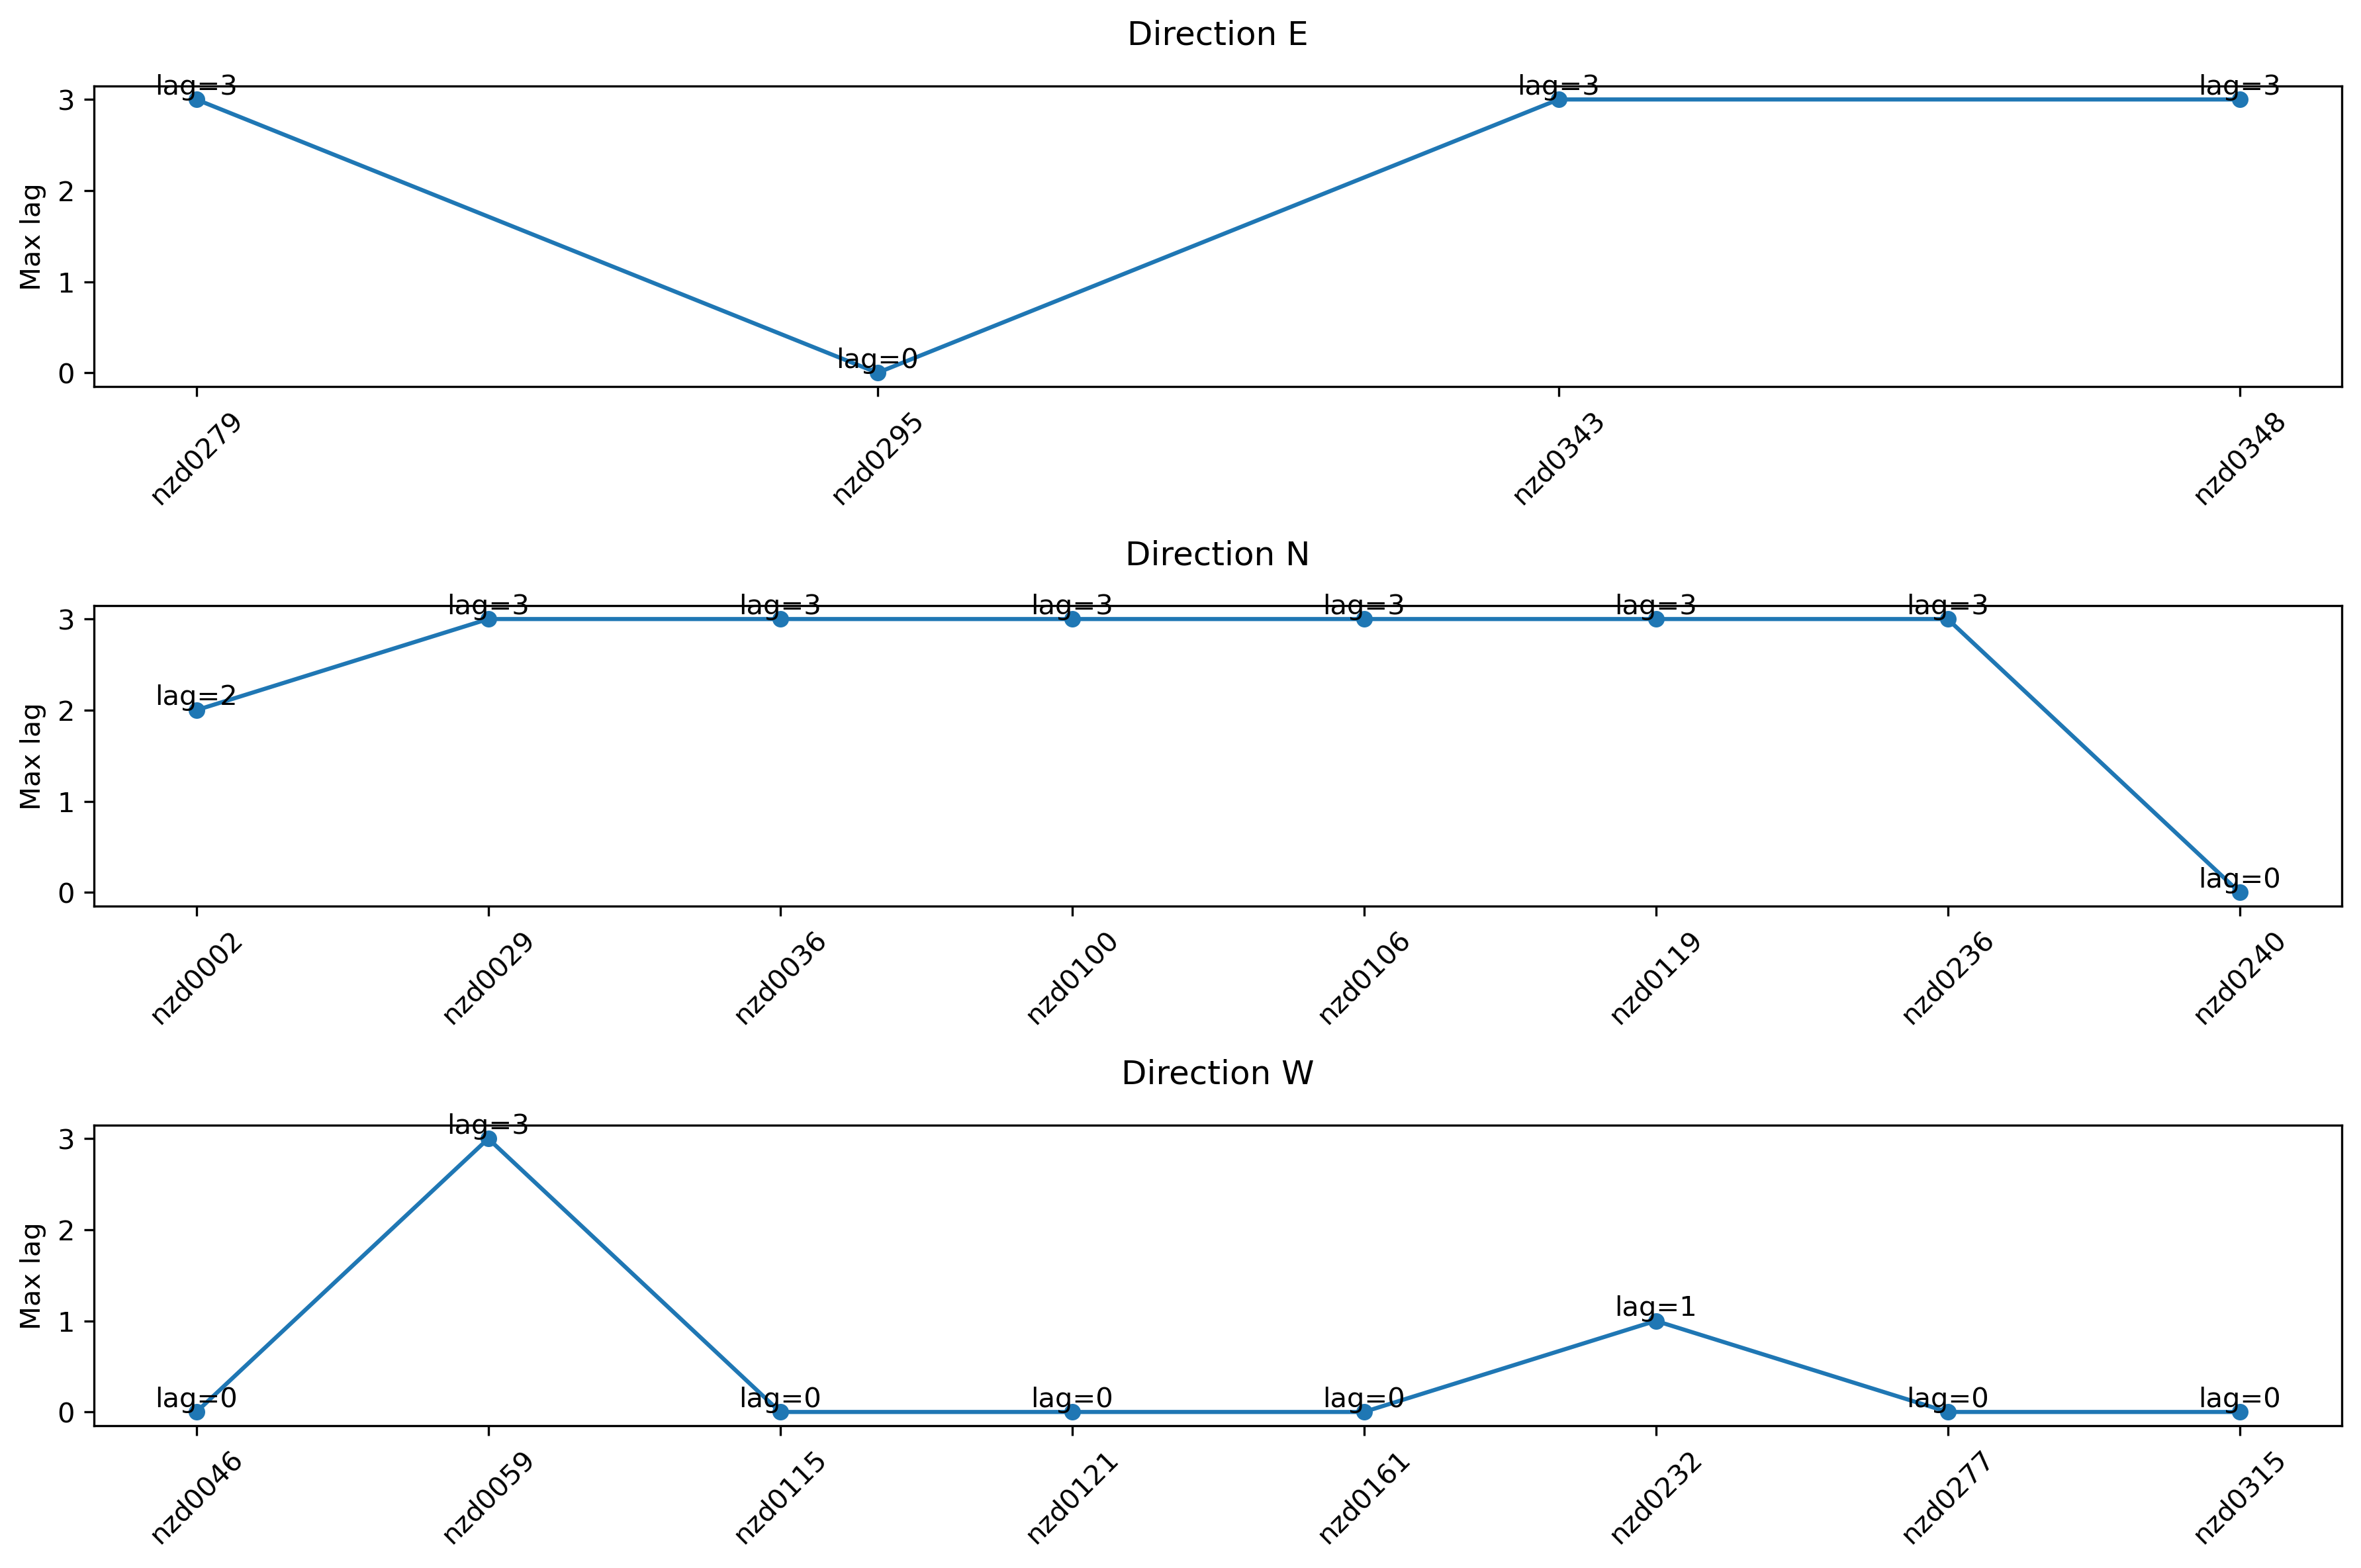 Direction E
lag=3 lag=3 lag=3
3
2
1
0
Max lag
lag=0
nzd0279 nzd0295 nzd0343 nzd0348
Direction N
lag=3 lag=3 lag=3 lag=3 lag=3 lag=3
3
lag=2
2
1
0
Max lag
lag=0
nzd0002 nzd0029 nzd0036 nzd0100 nzd0106 nzd0119 nzd0236 nzd0240
Direction W
lag=3
3
2
1
0
Max lag
lag=1
lag=0 lag=0 lag=0 lag=0 lag=0 lag=0
nzd0046 nzd0059 nzd0115 nzd0121 nzd0161 nzd0232 nzd0277 nzd0315